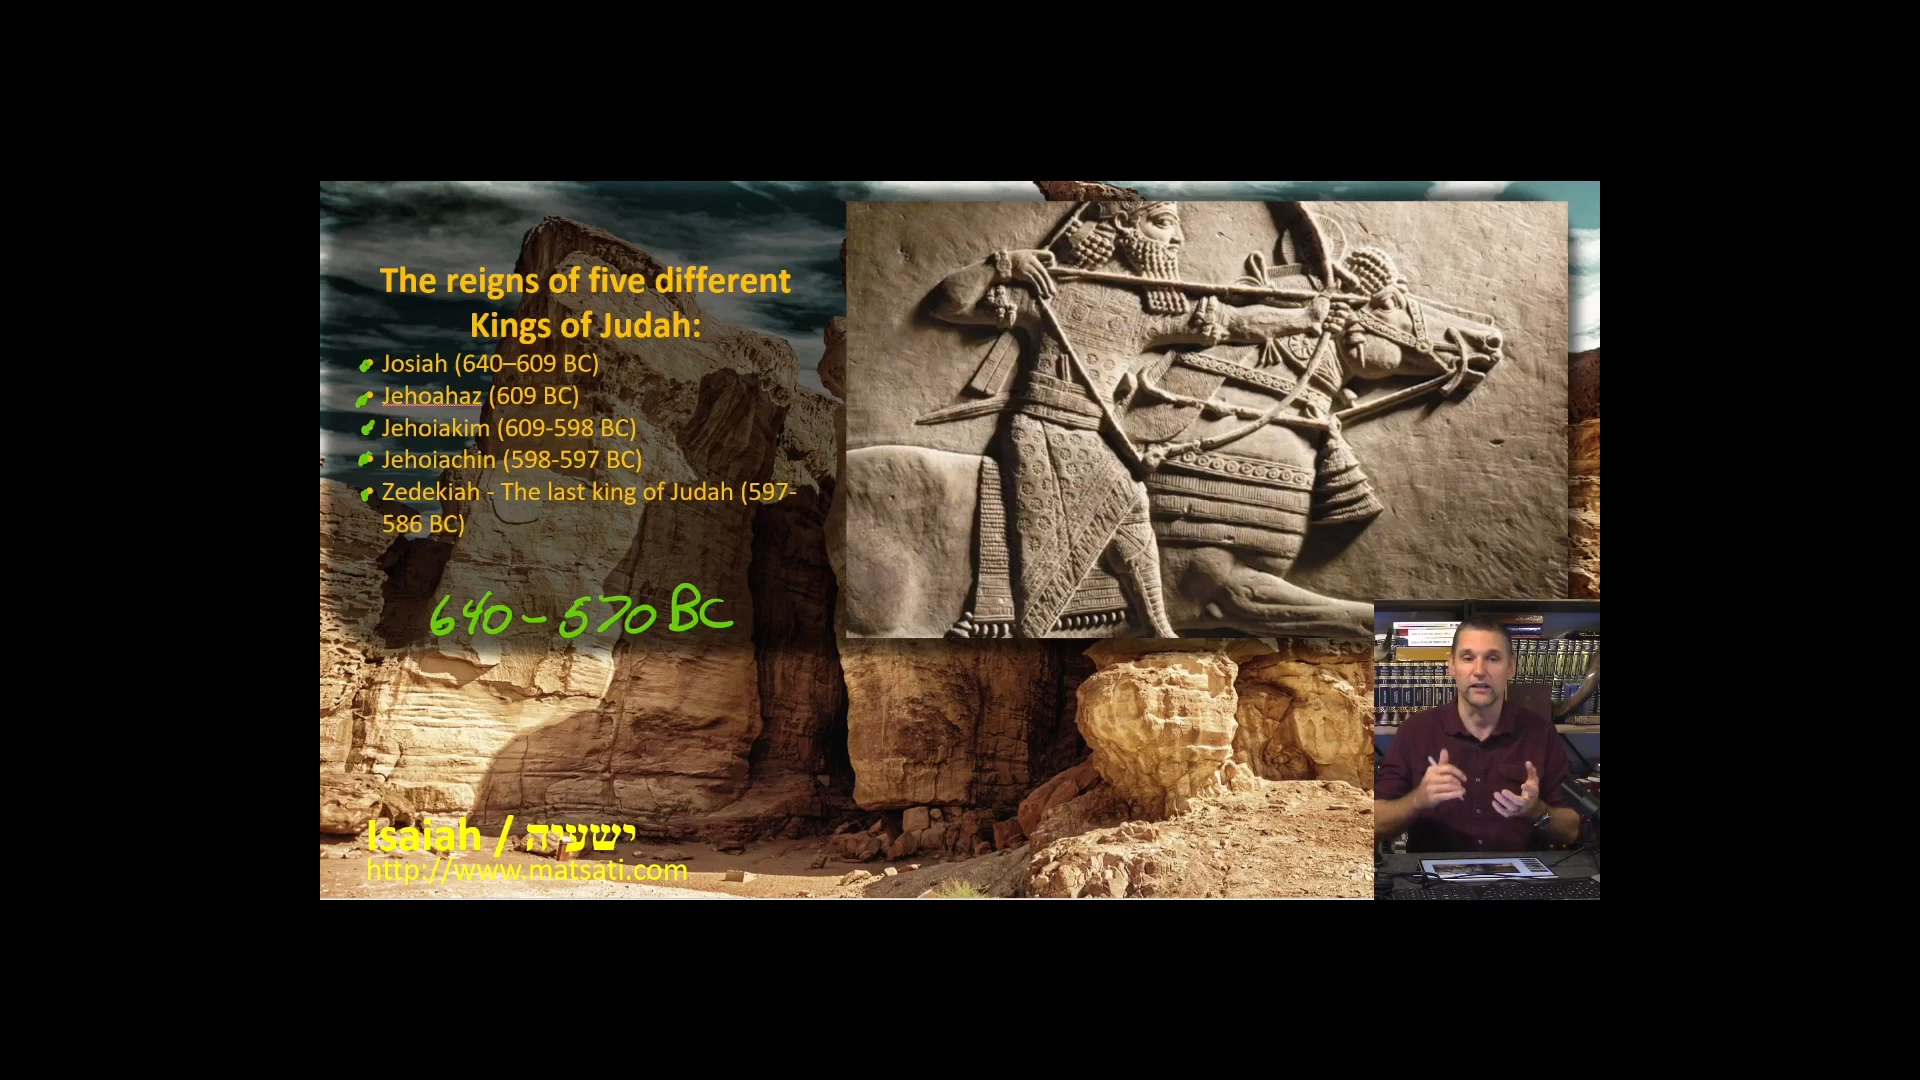 The reigns of five different
Kings of Judah:
Josiah (640–609 BC)
Jehoahaz (609 BC)
Jehoiakim (609-598 BC)
Jehoiachin (598-597 BC)
Zedekiah - The last king of Judah (597-
586 BC)
640 - 570 BC
Isaiah / ישעיה
http://www.matsati.com